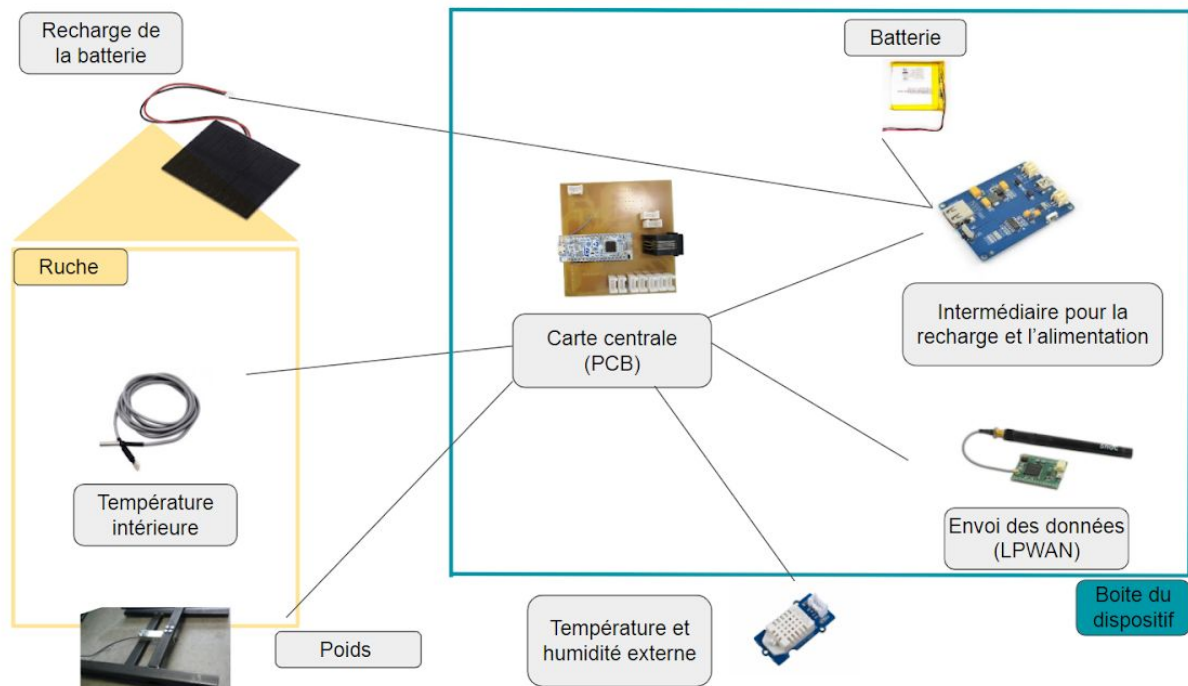 Recharge de
la batterie
Batterie
Ruche
Carte centrale
(PCB)
Intermédiaire pour la
recharge et l'alimentation
Température
intérieure
Envoi des données
(LPWAN)
Boite du
dispositif
Température et
humidité externe
Poids